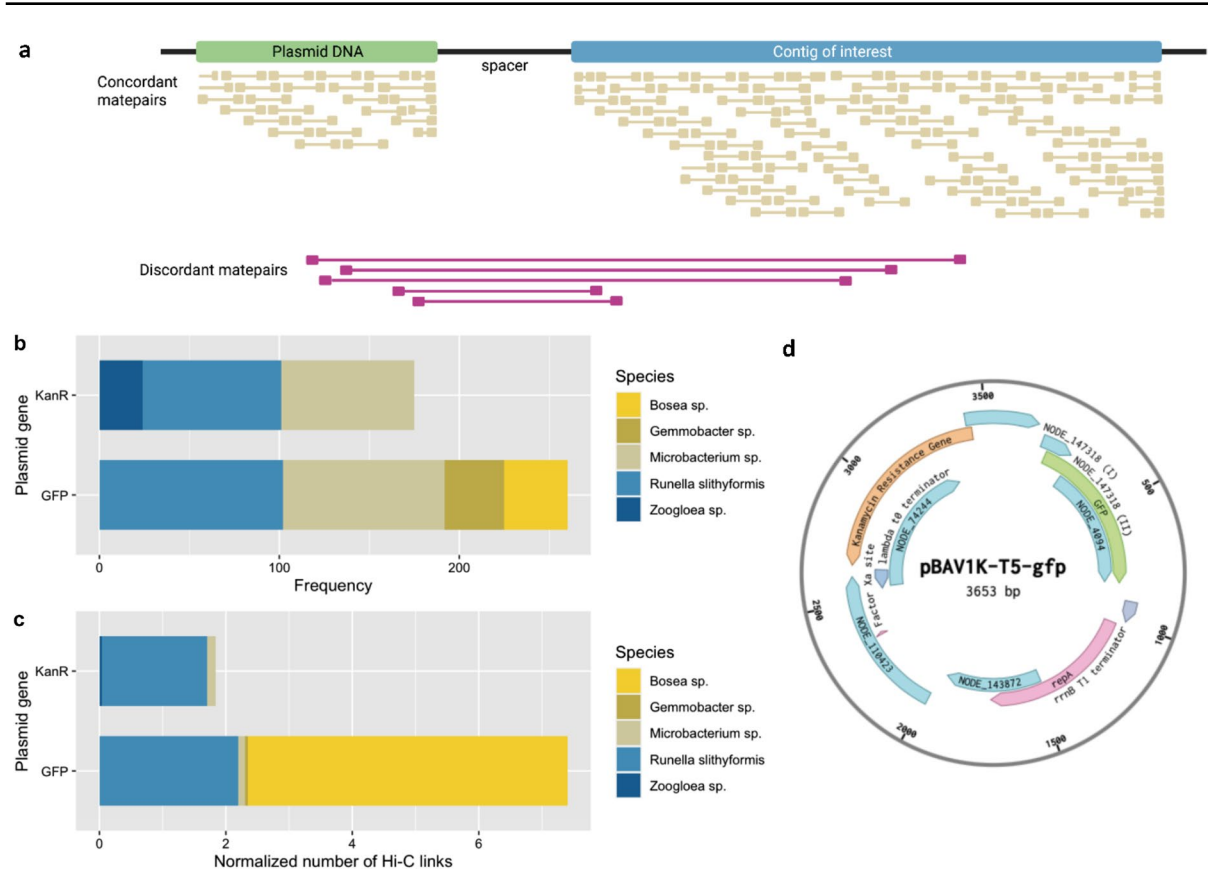 a
Plasmid DNA
Contig of interest
spacer
Concordant
matepairs
Discordant matepairs
b
Plasmid gene
KanR
GFP
0
100
200
Frequency
Species
Bosea sp.
Gemmobacter sp.
Microbacterium sp.
Runella slithyformis
Zoogloea sp.
c
Plasmid gene
KanR
GFP
0
2
4
6
Normalized number of Hi-C links
Species
Bosea sp.
Gemmobacter sp.
Microbacterium sp.
Runella slithyformis
Zoogloea sp.
d
3500
500
1000
1500
2000
2500
3000
NODE_147318 (I)
NODE_147318 (II)
GFP
NODE_4094
Kanamycin Resistance Gene
lambda t0 terminator
NODE_74244
Factor Xa site
NODE_110423
NODE_143872
repA
rrnB T1 terminator
pBAV1K-T5-gfp
3653 bp